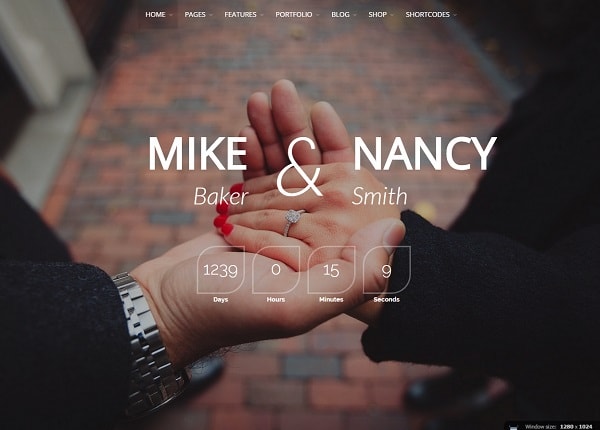 HOME PAGES FEATURES PORTFOLIO BLOG SHOP SHORTCODES
MIKE & NANCY
Baker Smith
1239 0 15 9
Days Hours Minutes Seconds
Window size: 1280 x 1024